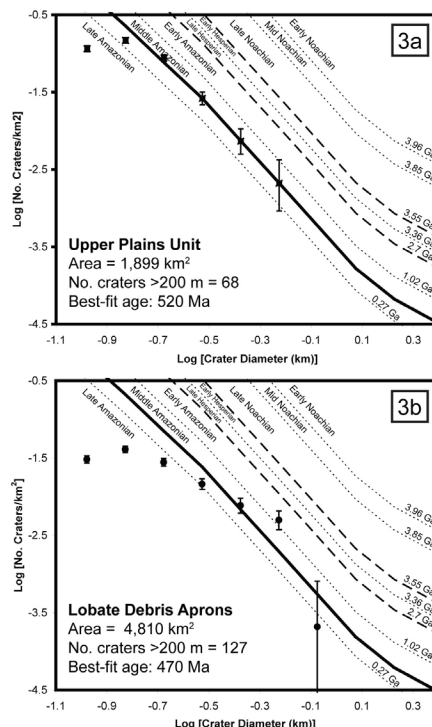 3a
-0.5
-1.5
-2.5
-3.5
-4.5
Log [No. Craters/km2]
Late Amazonian
Middle Amazonian
Early Amazonian
Late Hesperian
Early Hesperian
Late Noachian
Mid Noachian
Early Noachian
3.96 Ga
3.85 Ga
3.55 Ga
3.36 Ga
2.7 Ga
1.02 Ga
0.27 Ga
Upper Plains Unit
Area = 1,899 km²
No. craters >200 m = 68
Best-fit age: 520 Ma
-1.1 -0.9 -0.7 -0.5 -0.3 -0.1 0.1 0.3
Log [Crater Diameter (km)]
3b
-0.5
-1.5
-2.5
-3.5
-4.5
Log [No. Craters/km²]
Late Amazonian
Middle Amazonian
Early Amazonian
Late Hesperian
Early Hesperian
Late Noachian
Mid Noachian
Early Noachian
3.96 Ga
3.85 Ga
3.55 Ga
3.36 Ga
2.7 Ga
1.02 Ga
0.27 Ga
Lobate Debris Aprons
Area = 4,810 km²
No. craters >200 m = 127
Best-fit age: 470 Ma
-1.1 -0.9 -0.7 -0.5 -0.3 -0.1 0.1 0.3
Log [Crater Diameter (km)]